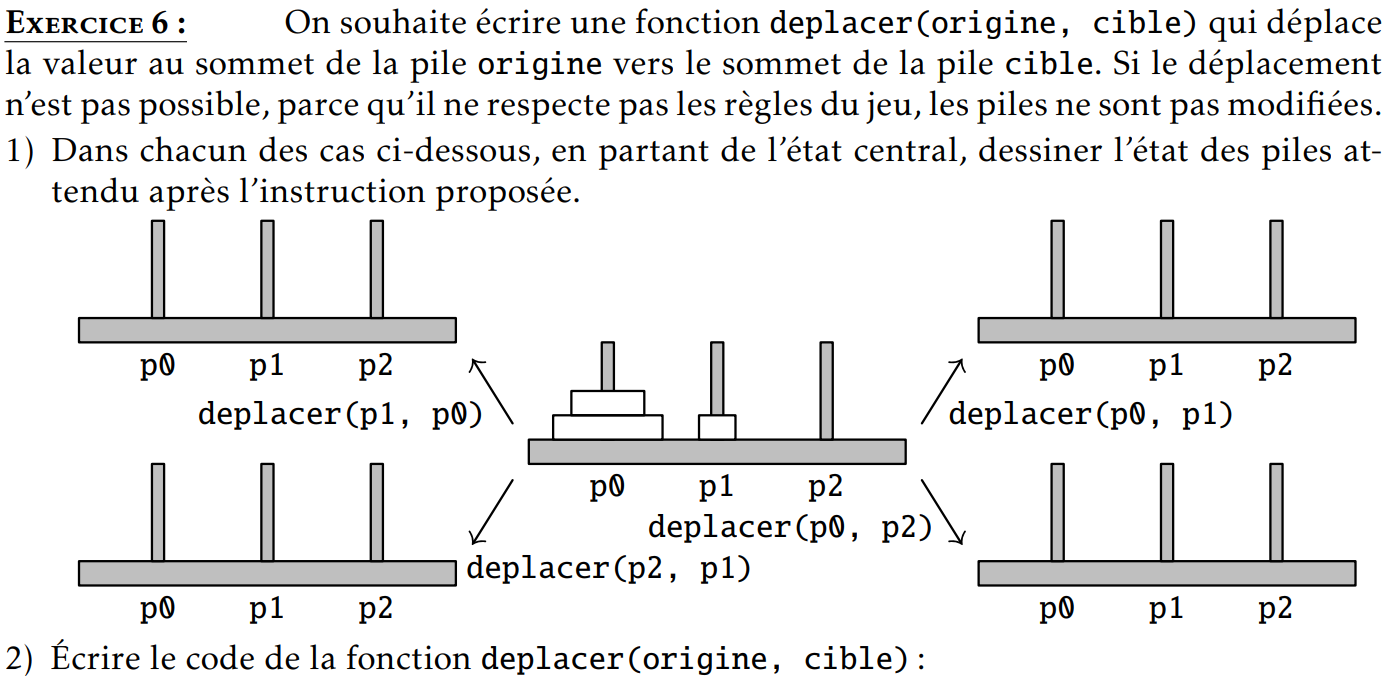 EXERCICE 6 : On souhaite écrire une fonction deplacer(origine, cible) qui déplace
la valeur au sommet de la pile origine vers le sommet de la pile cible. Si le déplacement
n'est pas possible, parce qu'il ne respecte pas les règles du jeu, les piles ne sont pas modifiées.
1) Dans chacun des cas ci-dessous, en partant de l'état central, dessiner l'état des piles at-
tendu après l'instruction proposée.
p0 p1 p2
p0 p1 p2
deplacer(p1, p0)
deplacer(p0, p1)
p0 p1 p2
deplacer(p0, p2)
deplacer(p2, p1)
p0 p1 p2
p0 p1 p2
2) Écrire le code de la fonction deplacer(origine, cible) :